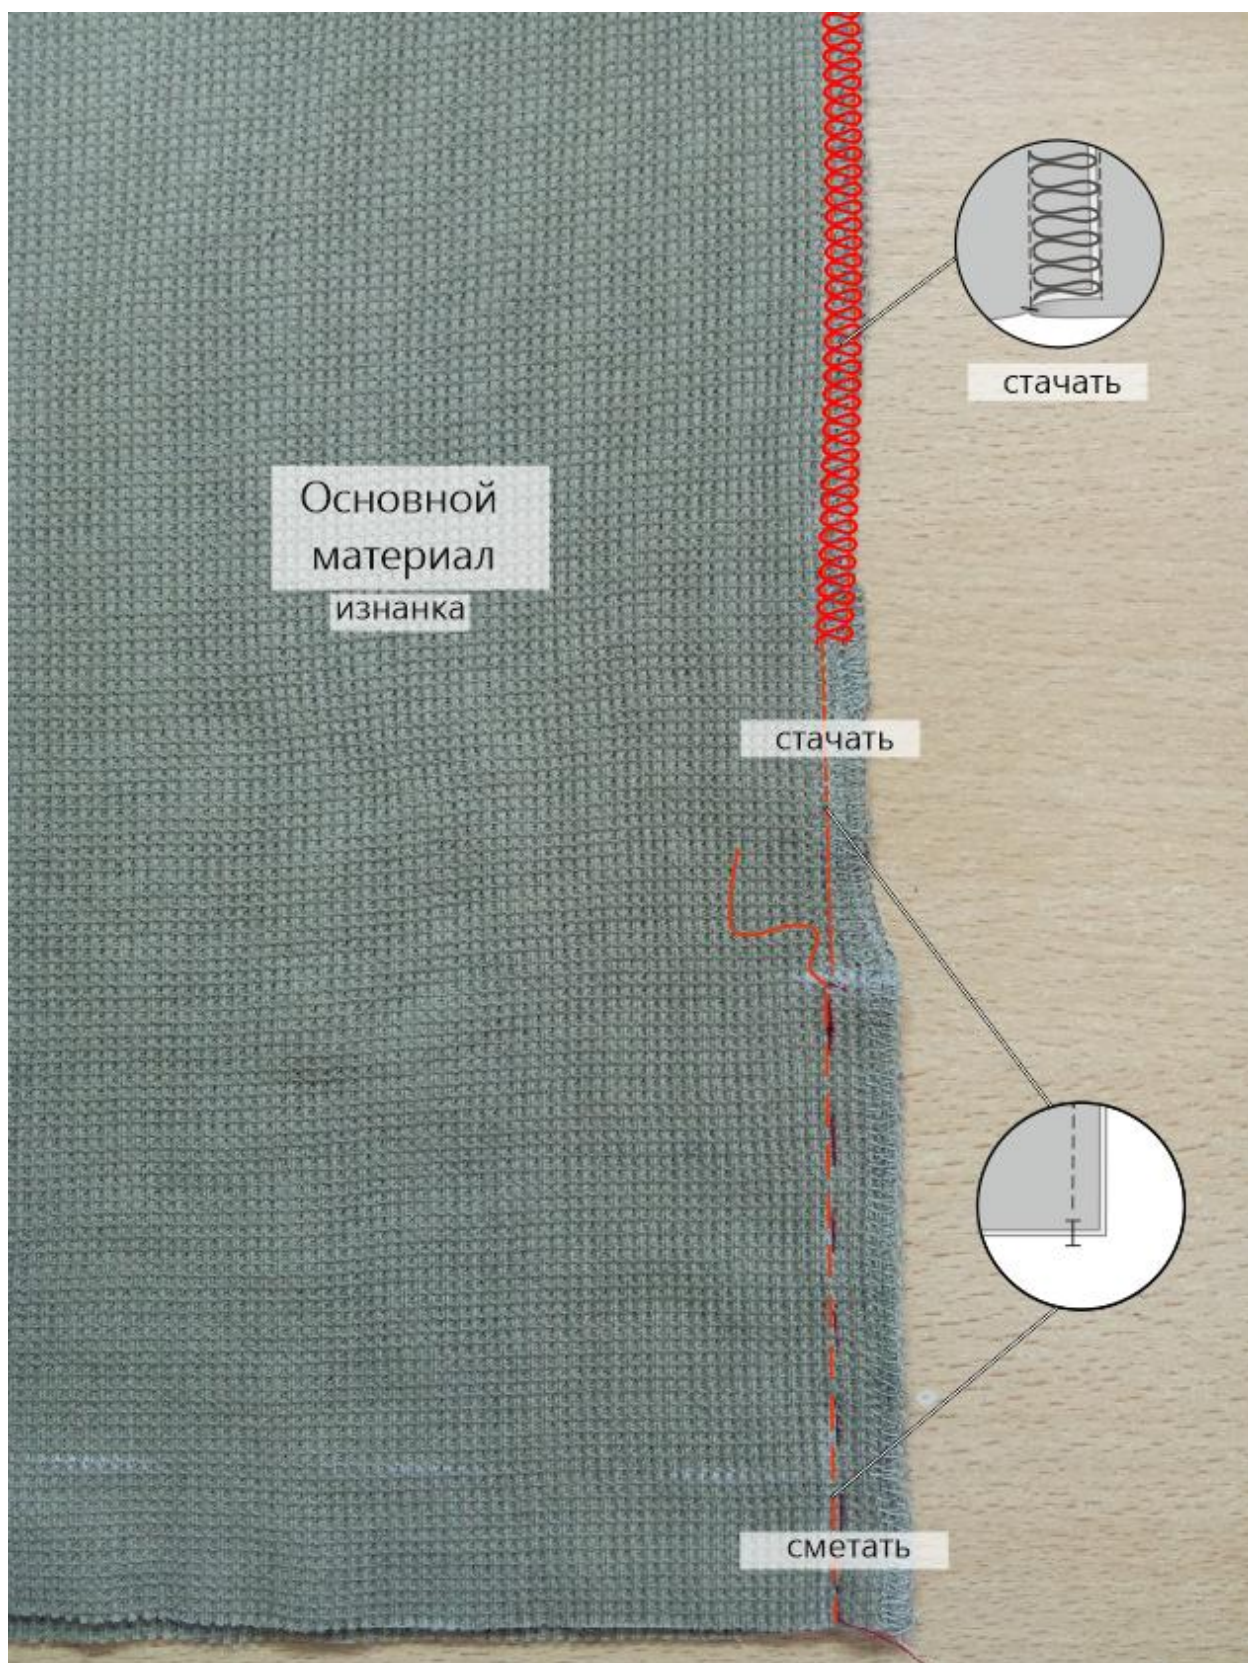 стачать
Основной
материал
изнанка
стачать
сметать